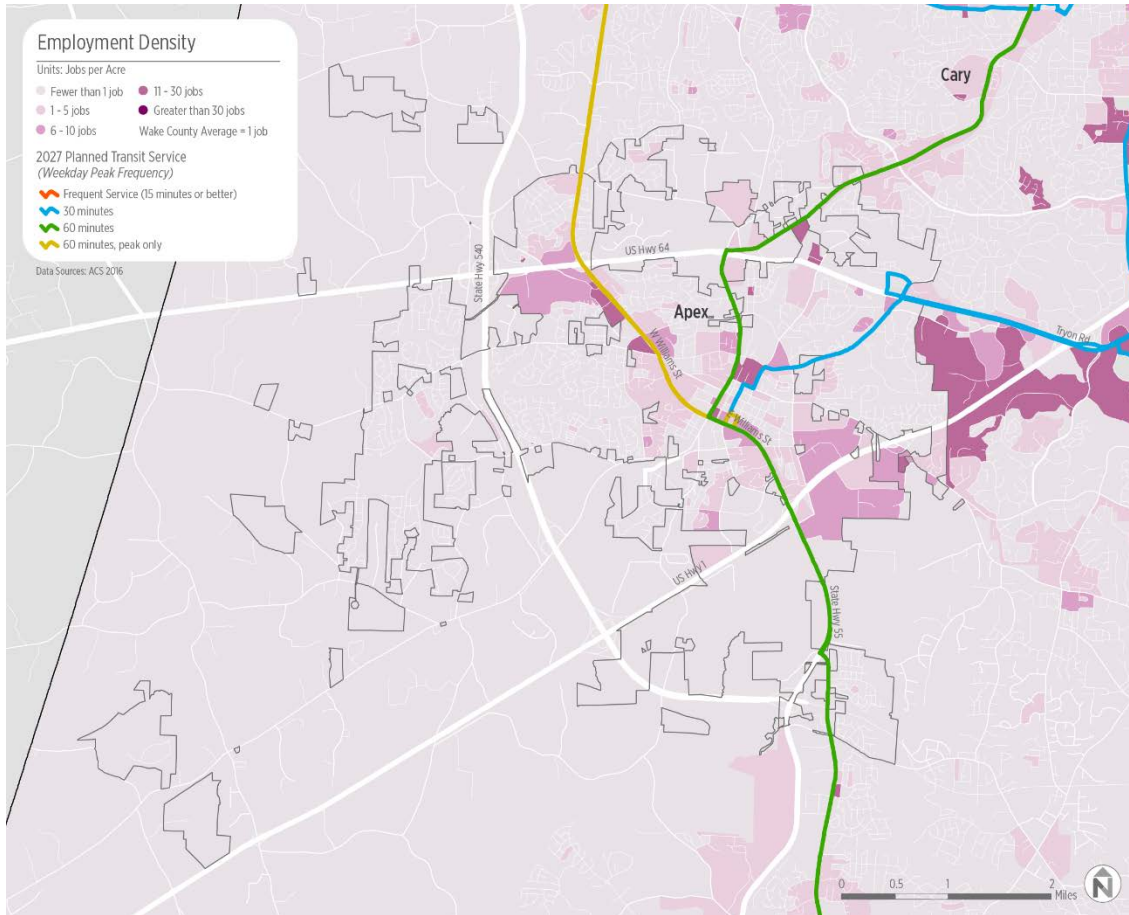 Employment Density
Units: Jobs per Acre
Fewer than 1 job
1 - 5 jobs
6 - 10 jobs
11 - 30 jobs
Greater than 30 jobs
Wake County Average = 1 job
2027 Planned Transit Service
(Weekday Peak Frequency)
Frequent Service (15 minutes or better)
30 minutes
60 minutes
60 minutes, peak only
Data Sources: ACS 2016
Cary
US Hwy 64
State Hwy 540
Apex
W Williams St
Tryon Rd
E Williams St
US Hwy 1
State Hwy 55
0 0.5 1 2
Miles
N